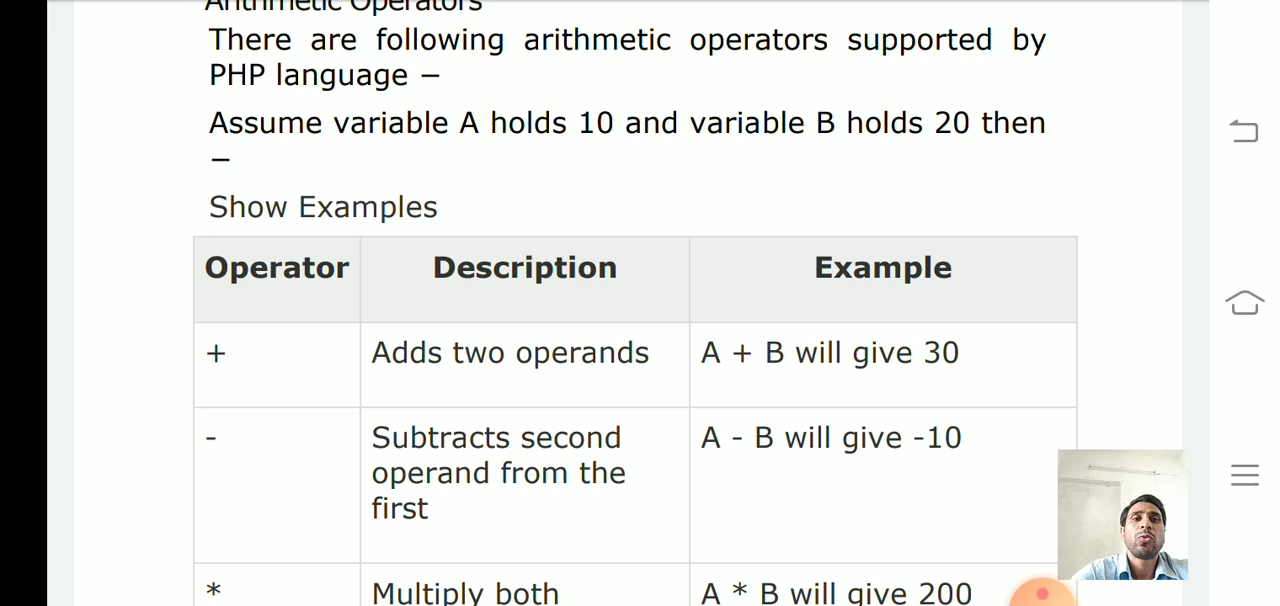 Arithmetic Operators
There are following arithmetic operators supported by
PHP language −
Assume variable A holds 10 and variable B holds 20 then
−
Show Examples
Operator Description Example
+ Adds two operands A + B will give 30
- Subtracts second A - B will give -10
operand from the
first
* Multiply both A * B will give 200